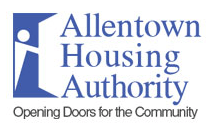 Allentown
Housing
Authority
Opening Doors for the Community